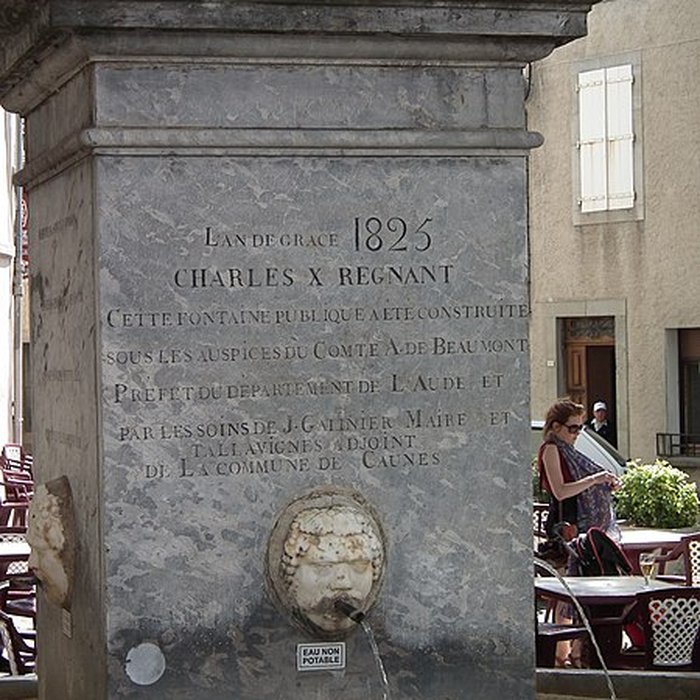 LAN DE GRACE 1825
CHARLES X REGNANT
CETTE FONTAINE PUBLIQUE A ETE CONSTRUITE
SOUS LES AUSPICES DU COMTE A. DE BEAUMONT
PREFET DU DEPARTEMENT DE L'AUDE ET
PAR LES SOINS DE J. GALINIER MAIRE ET
TALLAVIGNES ADJOINT
DE LA COMMUNE DE CAUNES
EAU NON
POTABLE